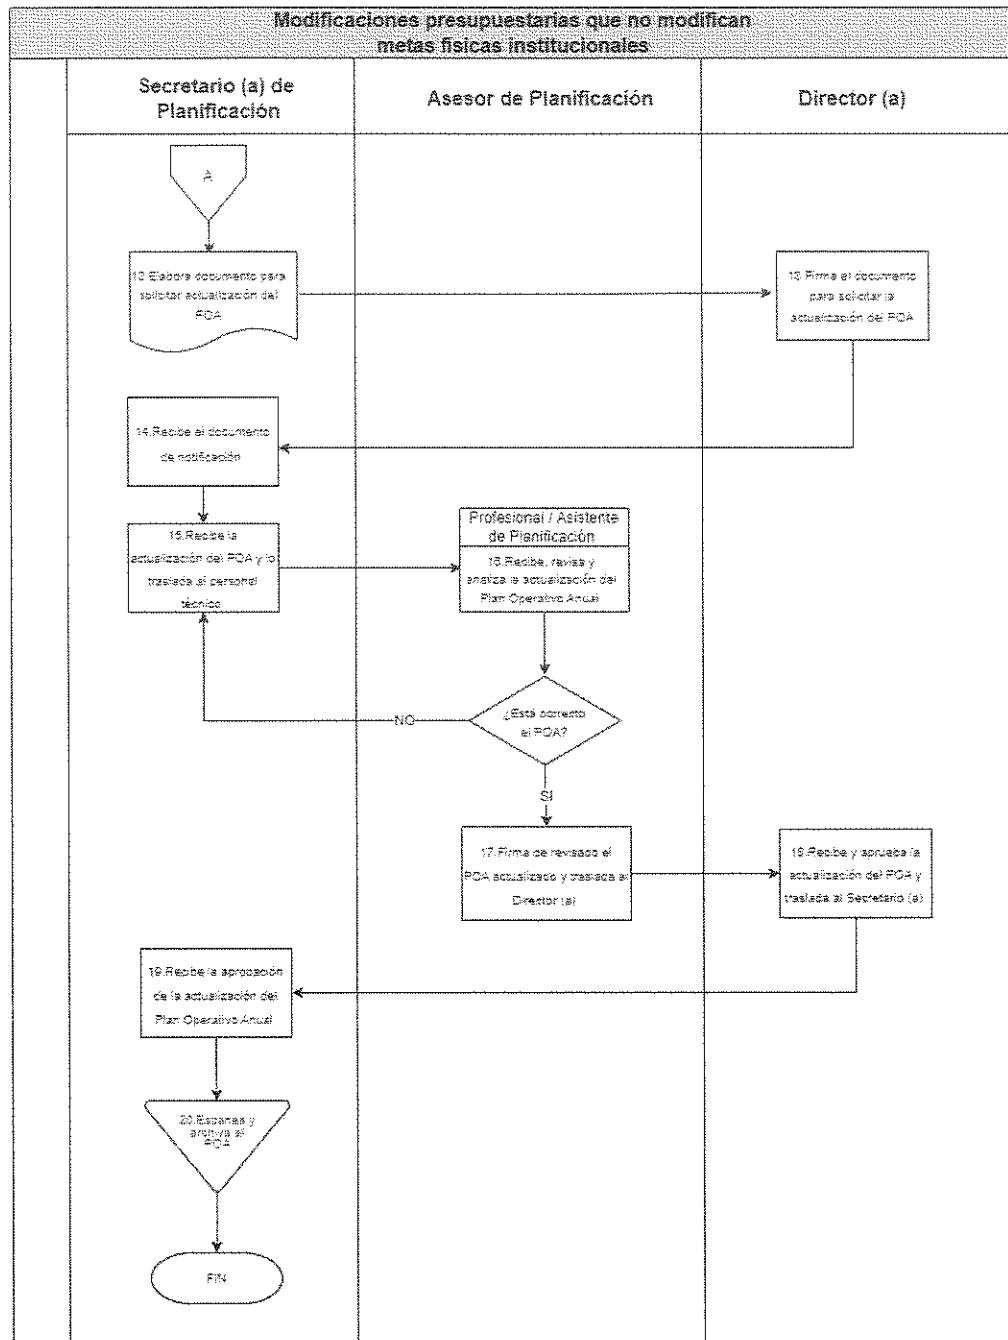 Modificaciones presupuestarias que no modifican
metas físicas institucionales
Secretario (a) de
Planificación
Asesor de Planificación
Director (a)
A
12.Elabora documento para
solicitar actualización del
POA
13.Firma el documento
para solicitar la
actualización del POA
14.Recibe el documento
de notificación
15.Recibe la
actualización del POA y lo
traslada al personal
técnico
Profesional / Asistente
de Planificación
16.Recibe, revisa y
analiza la actualización del
Plan Operativo Anual
¿Está correcto
el POA?
NO
SI
17.Firma de revisado el
POA actualizado y traslada al
Director (a)
18.Recibe y aprueba la
actualización del POA y
traslada al Secretario (a)
19.Recibe la aprobación
de la actualización del
Plan Operativo Anual
20.Escanea y
archiva el
POA
FIN